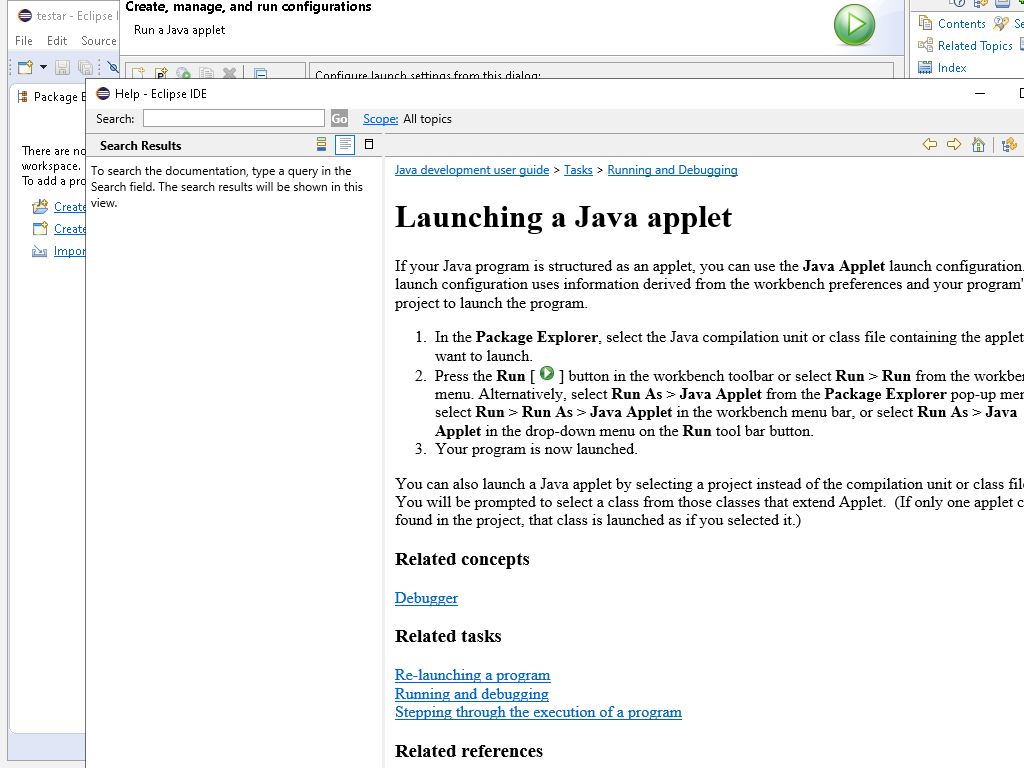 testar - Eclipse I
File Edit Source
Package E
There are no
workspace.
To add a pro
Create
Create
Impor
Create, manage, and run configurations
Run a Java applet
Configure launch settings from this dialog:
Contents Se
Related Topics
Index
Help - Eclipse IDE
Search: Go Scope: All topics
Search Results
To search the documentation, type a query in the
Search field. The search results will be shown in this
view.
Java development user guide > Tasks > Running and Debugging
Launching a Java applet
If your Java program is structured as an applet, you can use the Java Applet launch configuration.
launch configuration uses information derived from the workbench preferences and your program'
project to launch the program.
1. In the Package Explorer, select the Java compilation unit or class file containing the applet
want to launch.
2. Press the Run [ ] button in the workbench toolbar or select Run > Run from the workben
menu. Alternatively, select Run As > Java Applet from the Package Explorer pop-up men
select Run > Run As > Java Applet in the workbench menu bar, or select Run As > Java
Applet in the drop-down menu on the Run tool bar button.
3. Your program is now launched.
You can also launch a Java applet by selecting a project instead of the compilation unit or class file
You will be prompted to select a class from those classes that extend Applet.  (If only one applet c
found in the project, that class is launched as if you selected it.)
Related concepts
Debugger
Related tasks
Re-launching a program
Running and debugging
Stepping through the execution of a program
Related references